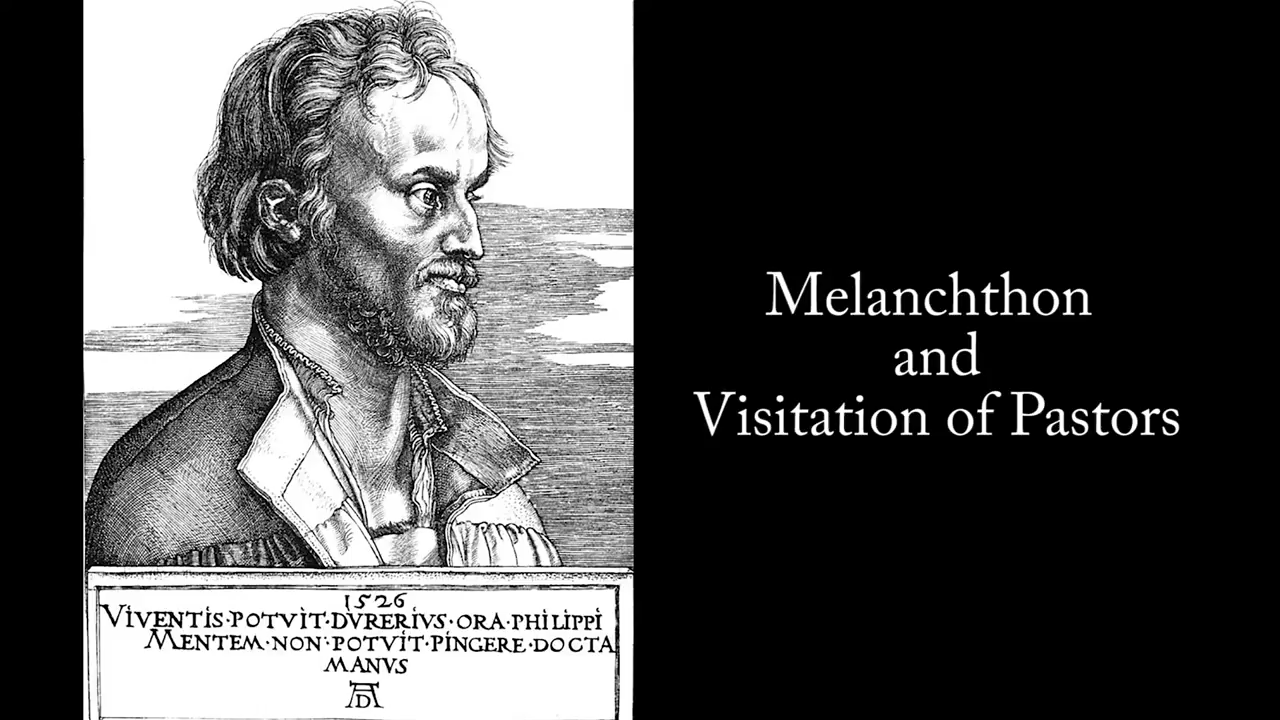 1526
VIVENTIS·POTVIT·DVRERIVS·ORA·PHILIPPI
MENTEM·NON·POTVIT·PINGERE·DOCTA
MANVS
AD
Melanchthon
and
Visitation of Pastors